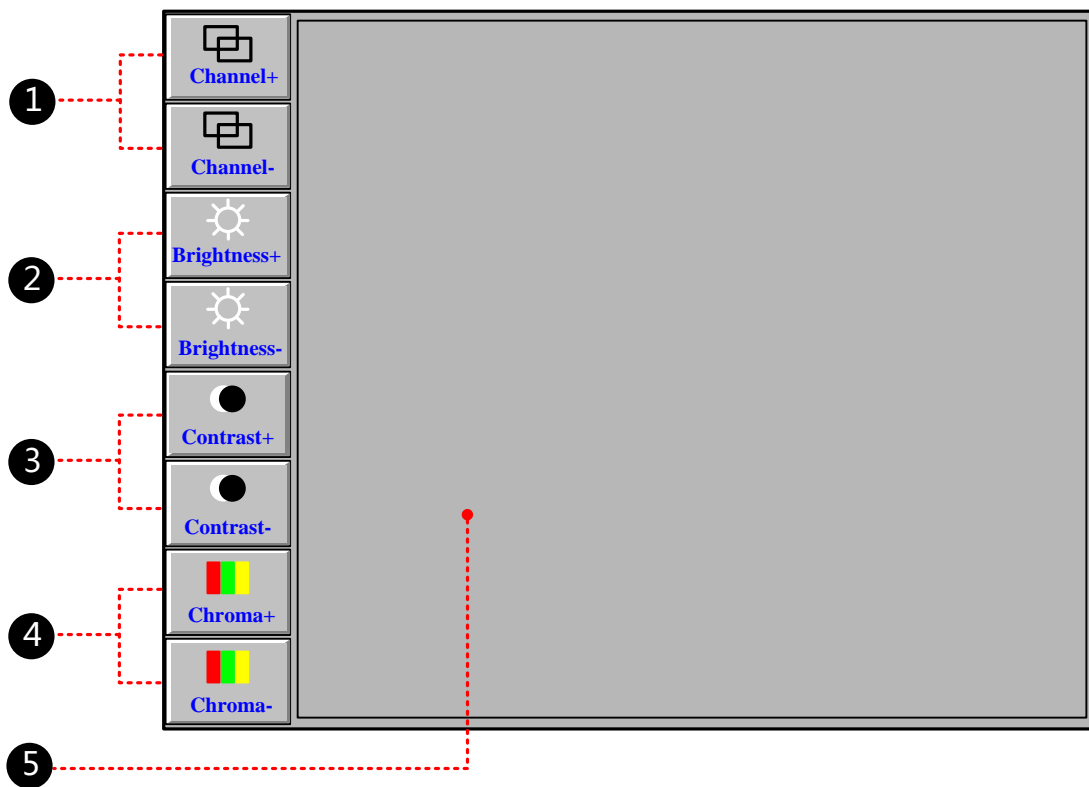 Channel+
1
Channel-
Brightness+
2
Brightness-
Contrast+
3
Contrast-
Chroma+
4
Chroma-
5